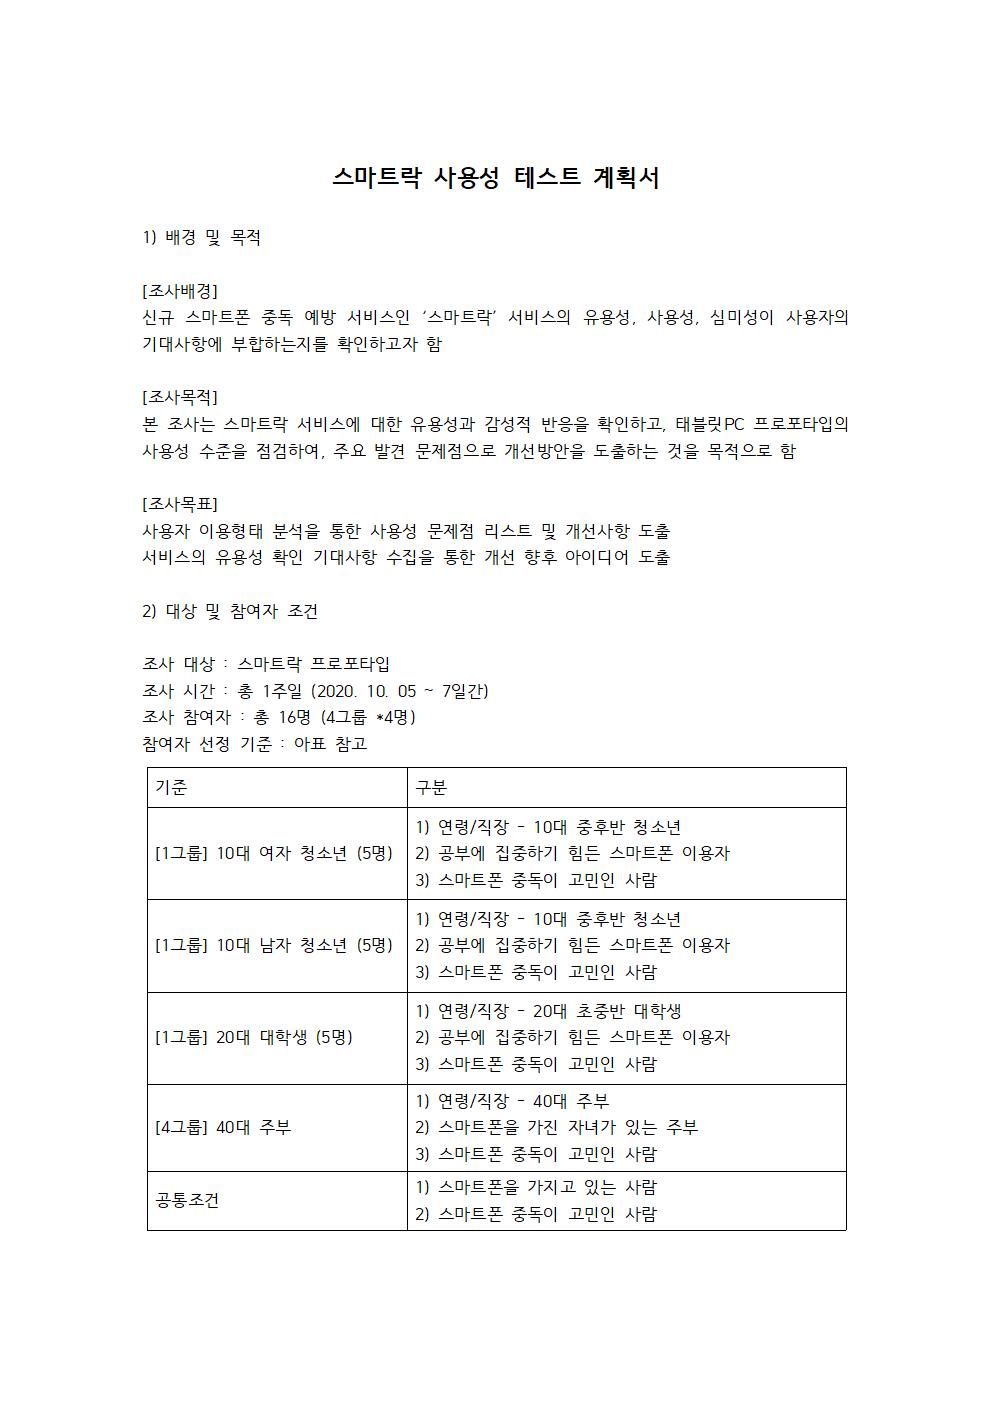 스마트락 사용성 테스트 계획서
1) 배경 및 목적
[조사배경]
신규 스마트폰 중독 예방 서비스인 ‘스마트락’ 서비스의 유용성, 사용성, 심미성이 사용자의
기대사항에 부합하는지를 확인하고자 함
[조사목적]
본 조사는 스마트락 서비스에 대한 유용성과 감성적 반응을 확인하고, 태블릿PC 프로포타입의
사용성 수준을 점검하여, 주요 발견 문제점으로 개선방안을 도출하는 것을 목적으로 함
[조사목표]
사용자 이용형태 분석을 통한 사용성 문제점 리스트 및 개선사항 도출
서비스의 유용성 확인 기대사항 수집을 통한 개선 향후 아이디어 도출
2) 대상 및 참여자 조건
조사 대상 : 스마트락 프로포타입
조사 시간 : 총 1주일 (2020. 10. 05 ~ 7일간)
조사 참여자 : 총 16명 (4그룹 *4명)
참여자 선정 기준 : 아표 참고
기준
구분
[1그룹] 10대 여자 청소년 (5명)
1) 연령/직장 - 10대 중후반 청소년
2) 공부에 집중하기 힘든 스마트폰 이용자
3) 스마트폰 중독이 고민인 사람
[1그룹] 10대 남자 청소년 (5명)
1) 연령/직장 - 10대 중후반 청소년
2) 공부에 집중하기 힘든 스마트폰 이용자
3) 스마트폰 중독이 고민인 사람
[1그룹] 20대 대학생 (5명)
1) 연령/직장 - 20대 초중반 대학생
2) 공부에 집중하기 힘든 스마트폰 이용자
3) 스마트폰 중독이 고민인 사람
[4그룹] 40대 주부
1) 연령/직장 - 40대 주부
2) 스마트폰을 가진 자녀가 있는 주부
3) 스마트폰 중독이 고민인 사람
공통조건
1) 스마트폰을 가지고 있는 사람
2) 스마트폰 중독이 고민인 사람